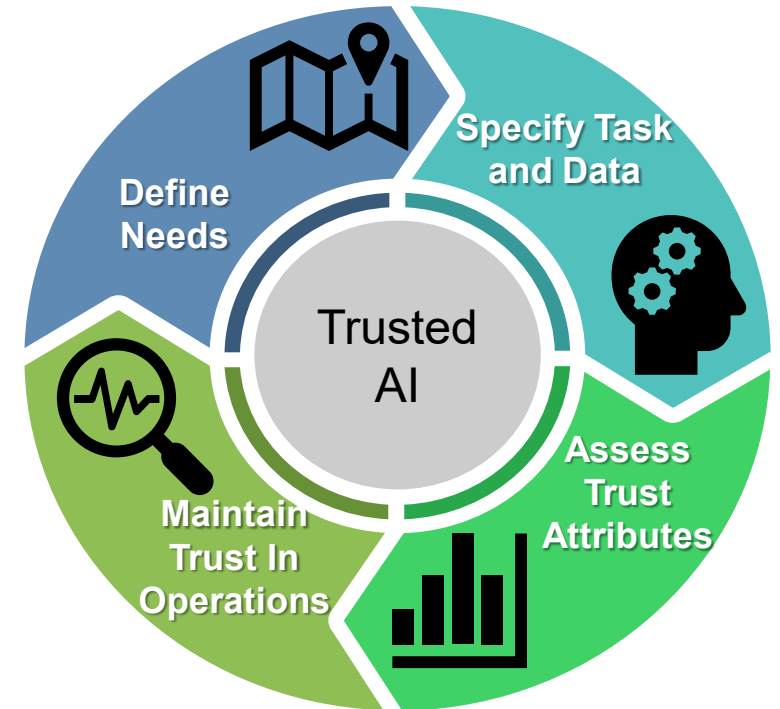 Define
Needs
Specify Task
and Data
Trusted
AI
Assess
Trust
Attributes
Maintain
Trust In
Operations